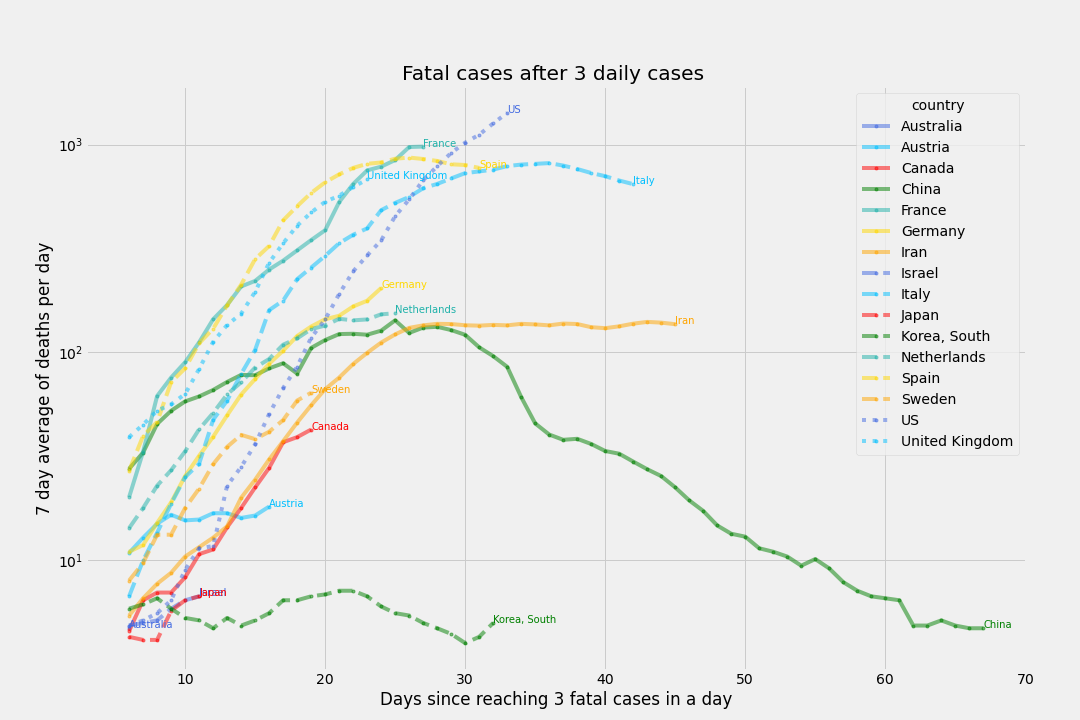 Fatal cases after 3 daily cases
7 day average of deaths per day
10³
10²
10¹
US
France
Spain
United Kingdom
Italy
Germany
Netherlands
Iran
Sweden
Canada
Austria
Japan
Australia
Korea, South
China
country
Australia
Austria
Canada
China
France
Germany
Iran
Israel
Italy
Japan
Korea, South
Netherlands
Spain
Sweden
US
United Kingdom
10 20 30 40 50 60 70
Days since reaching 3 fatal cases in a day